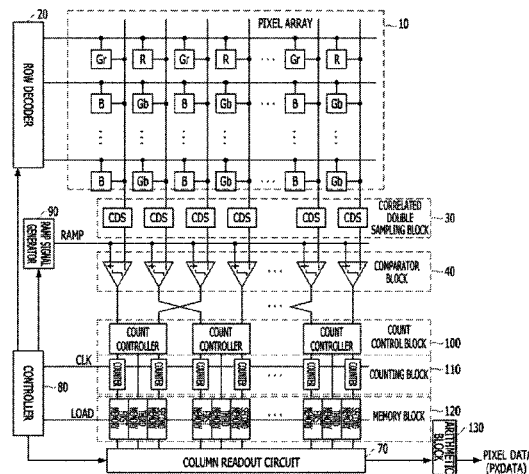 20
PIXEL ARRAY
10
ROW DECODER
Gr R Gr R ... Gr R
B Gb B Gb ... B Gb
B Gb B Gb ... B Gb
CDS CDS CDS CDS CDS CDS
CORRELATED
DOUBLE
SAMPLING BLOCK
30
90
RAMP SIGNAL
GENERATOR
RAMP
COMPARATOR
BLOCK
40
COUNT
CONTROLLER
COUNT
CONTROLLER
COUNT
CONTROLLER
COUNT
CONTROL BLOCK
100
CLK
COUNTER COUNTER COUNTER COUNTER COUNTER COUNTER
COUNTING BLOCK
110
CONTROLLER
80
LOAD
MEMORY BLOCK
120
130
70
COLUMN READOUT CIRCUIT
ARITHMETIC
BLOCK
PIXEL DATA
(PXDATA)